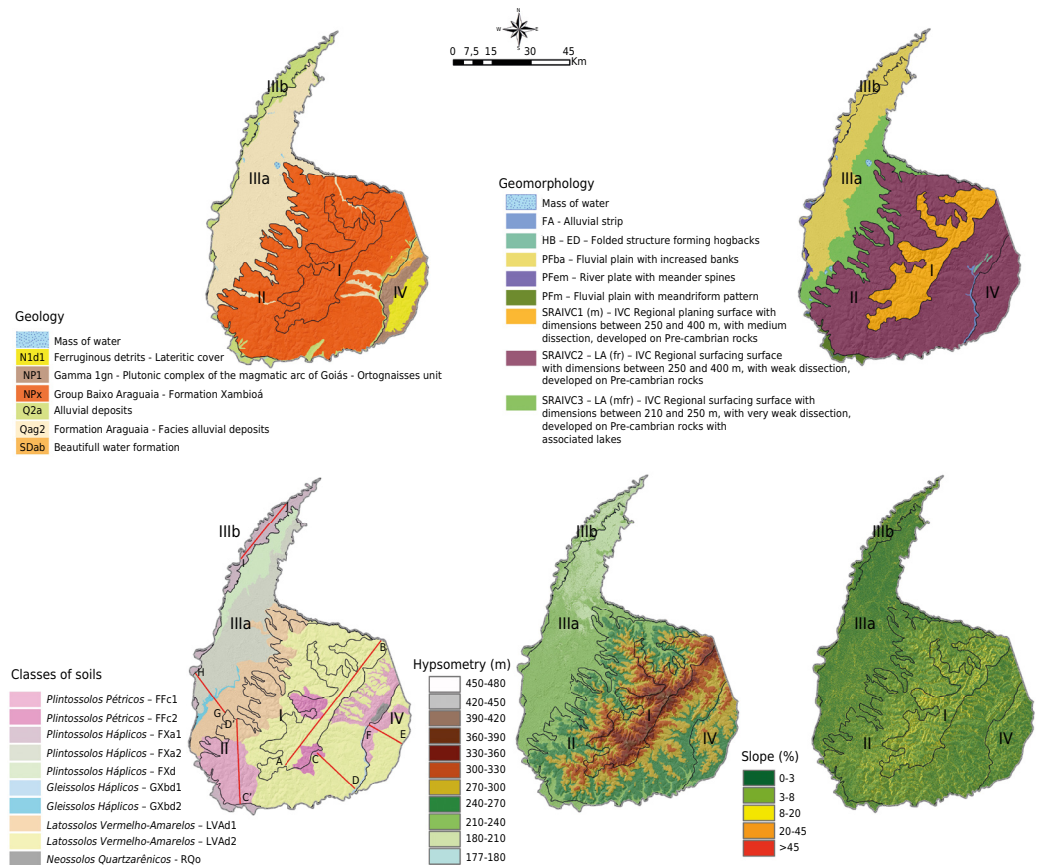 N
W E
S
0 7,5 15 30 45
Km
IIIb
IIIa
I
II
IV
Geology
Mass of water
N1d1 Ferruginous detrits - Lateritic cover
NP1 Gamma 1gn - Plutonic complex of the magmatic arc of Goiás - Ortognaisses unit
NPx Group Baixo Araguaia - Formation Xambioá
Q2a Alluvial deposits
Qag2 Formation Araguaia - Facies alluvial deposits
SDab Beautifull water formation
Geomorphology
Mass of water
FA - Alluvial strip
HB – ED – Folded structure forming hogbacks
PFba – Fluvial plain with increased banks
PFem - River plate with meander spines
PFm – Fluvial plain with meandriform pattern
SRAIVC1 (m) – IVC Regional planing surface with
dimensions between 250 and 400 m, with medium
dissection, developed on Pre-cambrian rocks
SRAIVC2 – LA (fr) – IVC Regional surfacing surface
with dimensions between 250 and 400 m, with weak dissection,
developed on Pre-cambrian rocks
SRAIVC3 – LA (mfr) – IVC Regional surfacing surface with
dimensions between 210 and 250 m, with very weak dissection,
developed on Pre-cambrian rocks with
associated lakes
IIIb
IIIa
I
II
IV
IIIb
J
I
IIIa
H
B
G
D'
I
IV
II
F
E
A
C
D
C'
Classes of soils
Plintossolos Pétricos – FFc1
Plintossolos Pétricos – FFc2
Plintossolos Háplicos – FXa1
Plintossolos Háplicos – FXa2
Plintossolos Háplicos – FXd
Gleissolos Háplicos – GXbd1
Gleissolos Háplicos – GXbd2
Latossolos Vermelho-Amarelos – LVAd1
Latossolos Vermelho-Amarelos – LVAd2
Neossolos Quartzarênicos - RQo
Hypsometry (m)
450-480
420-450
390-420
360-390
330-360
300-330
270-300
240-270
210-240
180-210
177-180
IIIb
IIIa
I
II
IV
Slope (%)
0-3
3-8
8-20
20-45
>45
IIIb
IIIa
I
II
IV